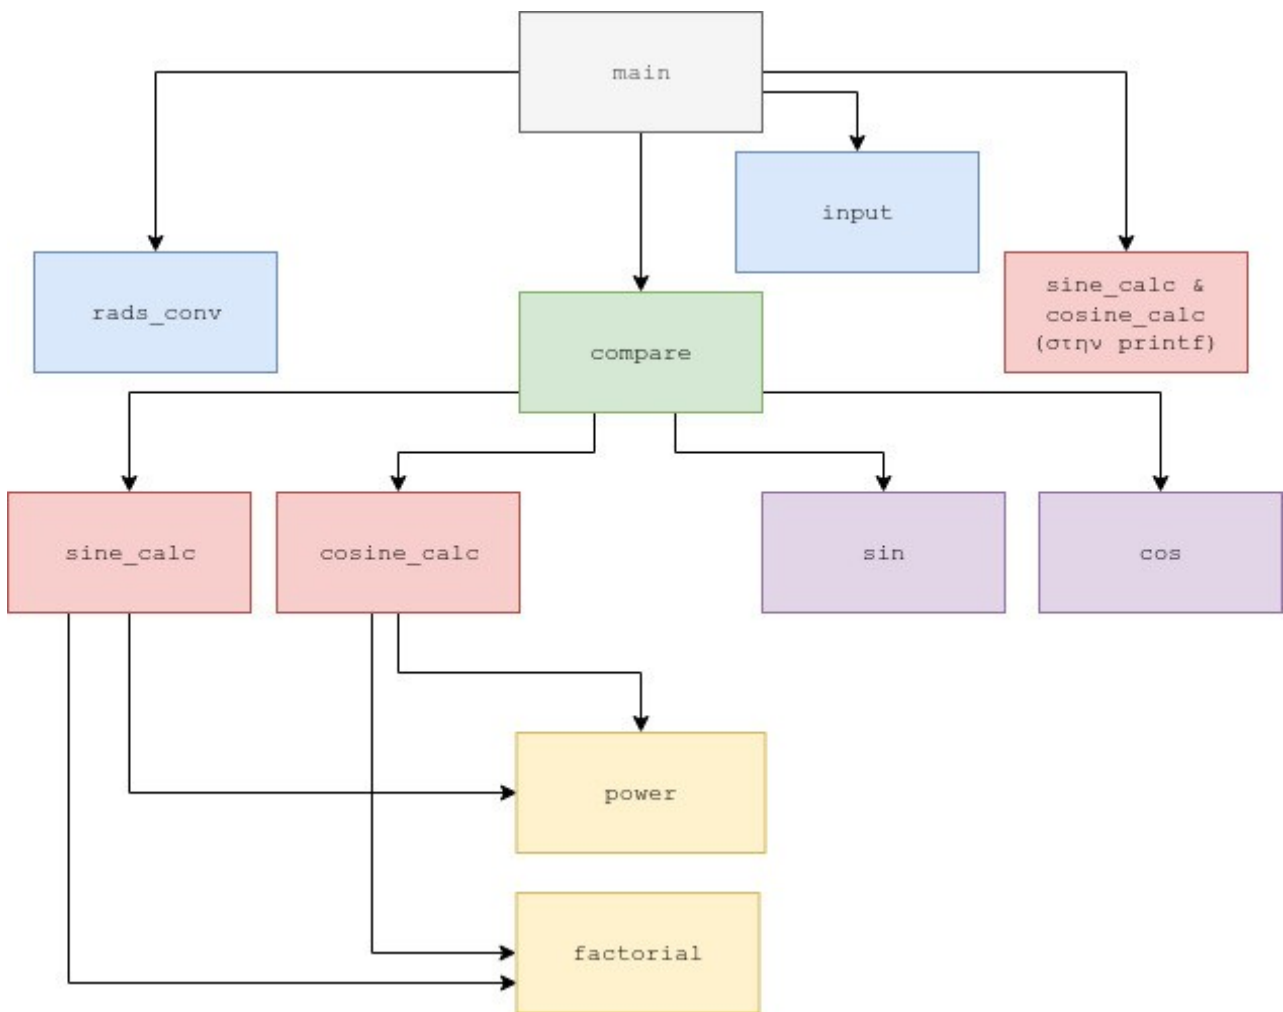 main
input
rads_conv
sine_calc &
cosine_calc
(στην printf)
compare
sine_calc
cosine_calc
sin
cos
power
factorial